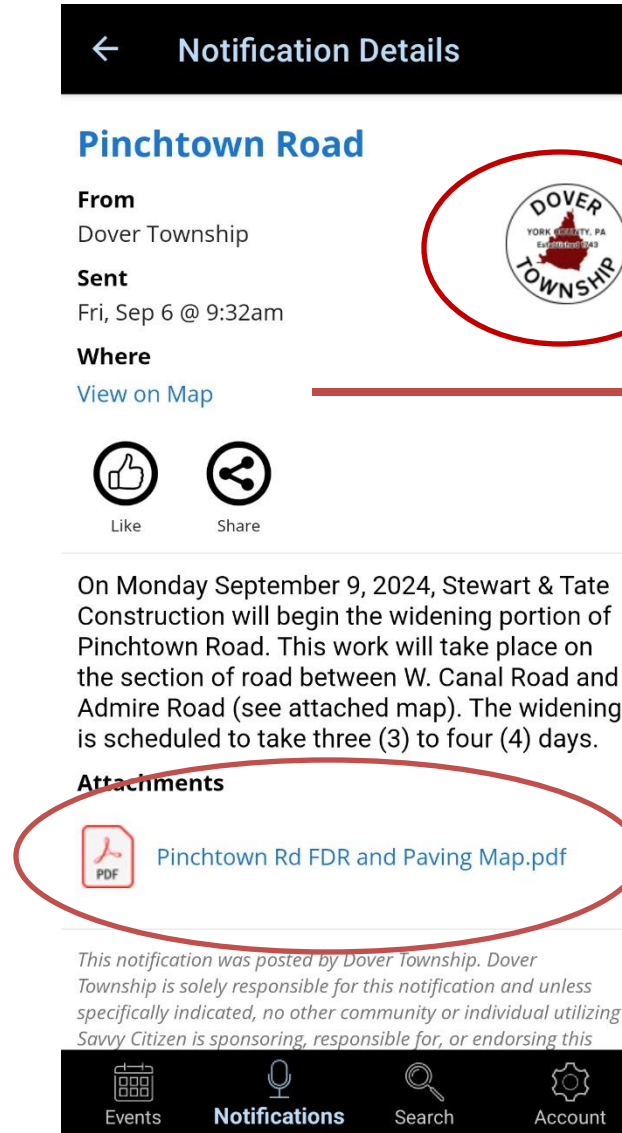 Notification Details
Pinchtown Road
From
Dover Township
Sent
Fri, Sep 6 @ 9:32am
Where
View on Map
DOVER
YORK COUNTY, PA
Established 1743
TOWNSHIP
Like
Share
On Monday September 9, 2024, Stewart & Tate
Construction will begin the widening portion of
Pinchtown Road. This work will take place on
the section of road between W. Canal Road and
Admire Road (see attached map). The widening
is scheduled to take three (3) to four (4) days.
Attachments
PDF
Pinchtown Rd FDR and Paving Map.pdf
This notification was posted by Dover Township. Dover
Township is solely responsible for this notification and unless
specifically indicated, no other community or individual utilizing
Savvy Citizen is sponsoring, responsible for, or endorsing this
Events
Notifications
Search
Account